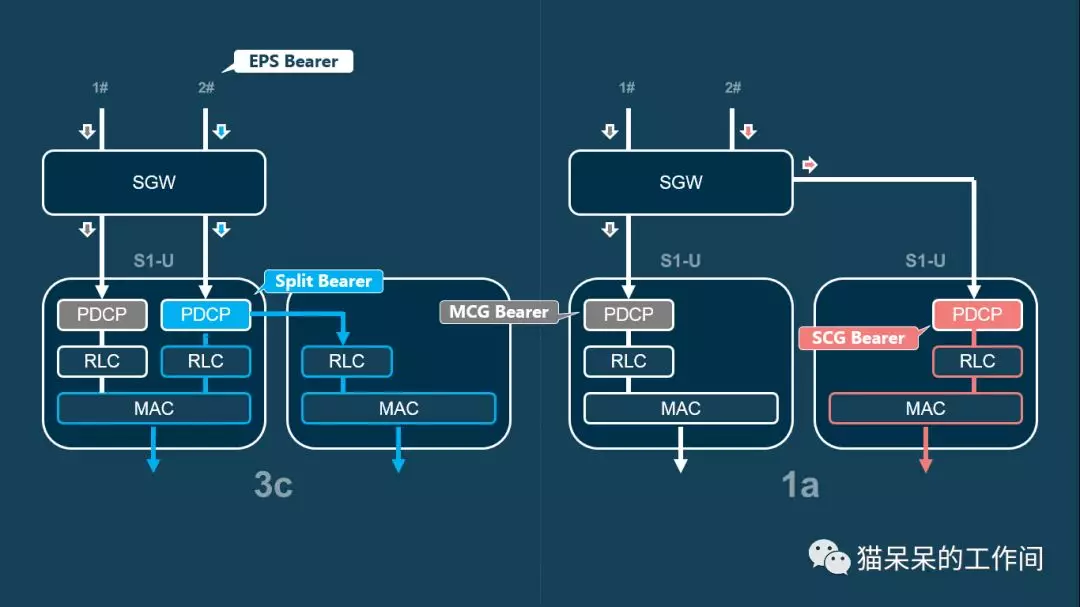 EPS Bearer
1#
2#
1#
2#
SGW
SGW
S1-U
S1-U
S1-U
Split Bearer
MCG Bearer
SCG Bearer
PDCP
PDCP
PDCP
PDCP
RLC
RLC
RLC
RLC
RLC
MAC
MAC
MAC
MAC
3c
1a
猫呆呆的工作间